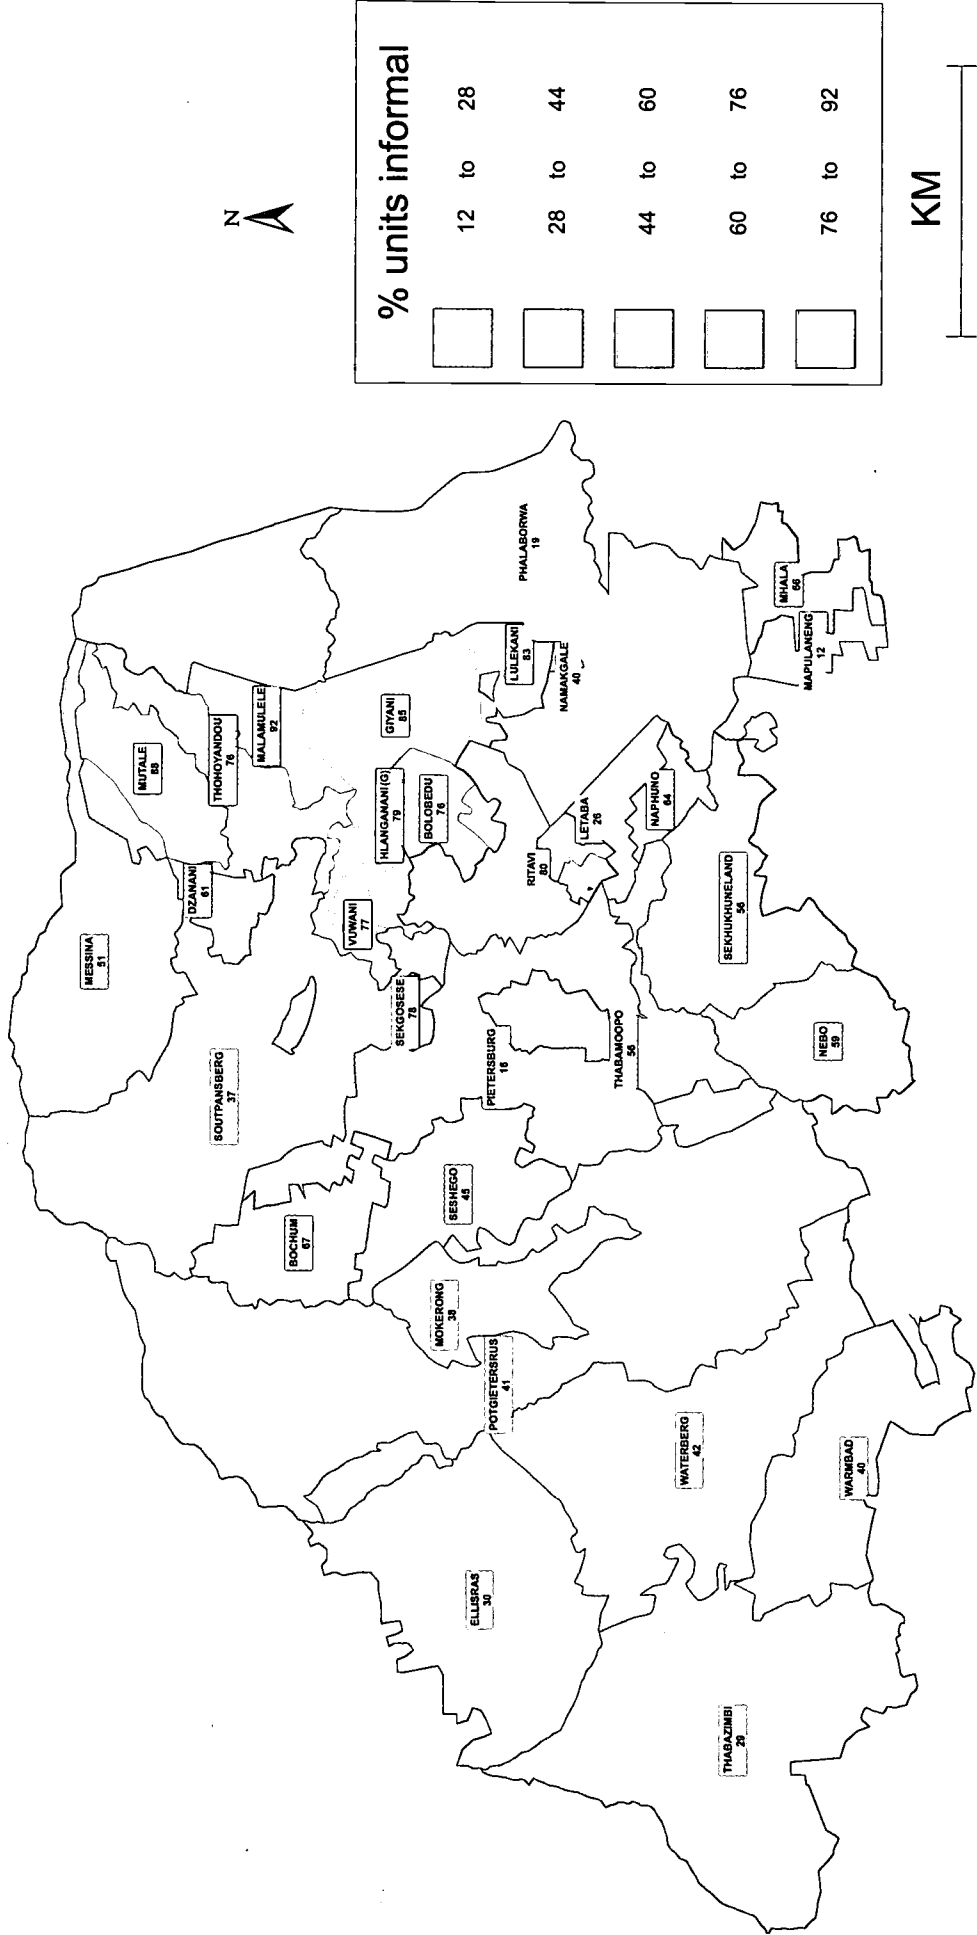 N
% units informal
12 to 28
28 to 44
44 to 60
60 to 76
76 to 92
KM
MESSINA
51
MUTALE
88
DZANANI
61
THOHOYANDOU
76
MALAMULELE
92
SOUTPANSBERG
37
BOCHUM
67
VUWANI
77
HLANGANANI(G)
79
GIYANI
85
SEKGOSESE
78
BOLOBEDU
76
LULEKANI
83
PHALABORWA
19
NAMAKGALE
40
SESHEGO
45
PIETERSBURG
16
MOKERONG
38
POTGIETERSRUS
41
ELLISRAS
30
RITAVI
80
LETABA
26
NAPHUNO
64
THABAMOOPO
56
SEKHUKHUNELAND
56
MHALA
56
MAPULANENG
12
NEBO
59
WATERBERG
42
WARMBAD
40
THABAZIMBI
29